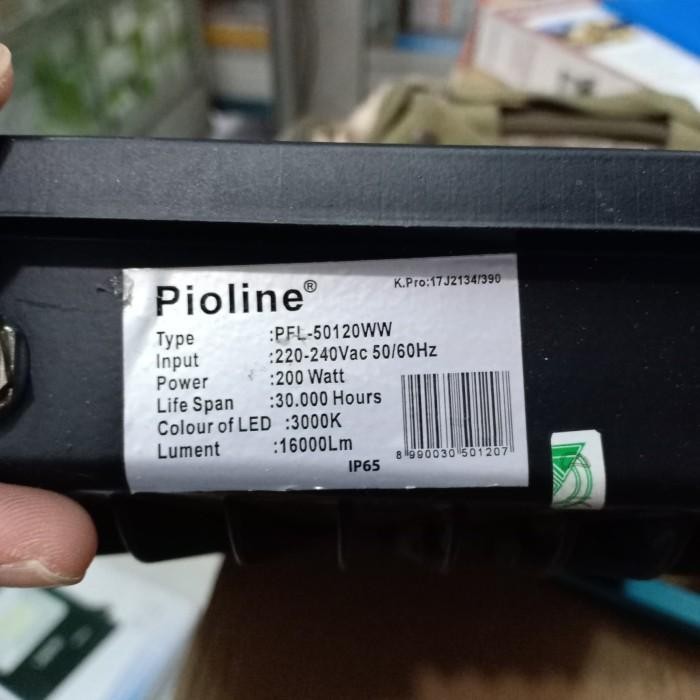 Pioline®
K.Pro:17J2134/390
Type :PFL-50120WW
Input :220-240Vac 50/60Hz
Power :200 Watt
Life Span :30.000 Hours
Colour of LED :3000K
Lument :16000Lm
8 990030 501207
IP65